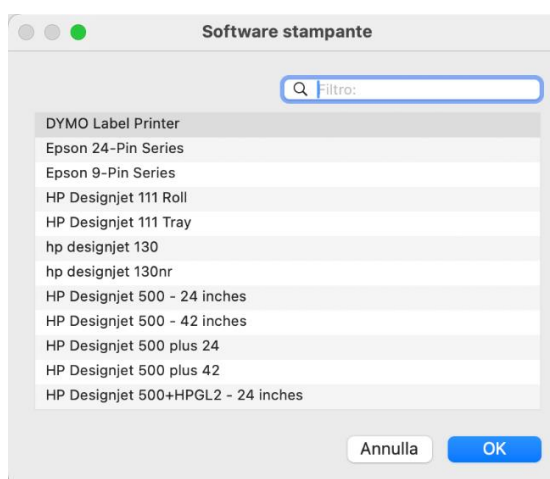 Software stampante
Filtro:
DYMO Label Printer
Epson 24-Pin Series
Epson 9-Pin Series
HP Designjet 111 Roll
HP Designjet 111 Tray
hp designjet 130
hp designjet 130nr
HP Designjet 500 - 24 inches
HP Designjet 500 - 42 inches
HP Designjet 500 plus 24
HP Designjet 500 plus 42
HP Designjet 500+HPGL2 - 24 inches
Annulla OK